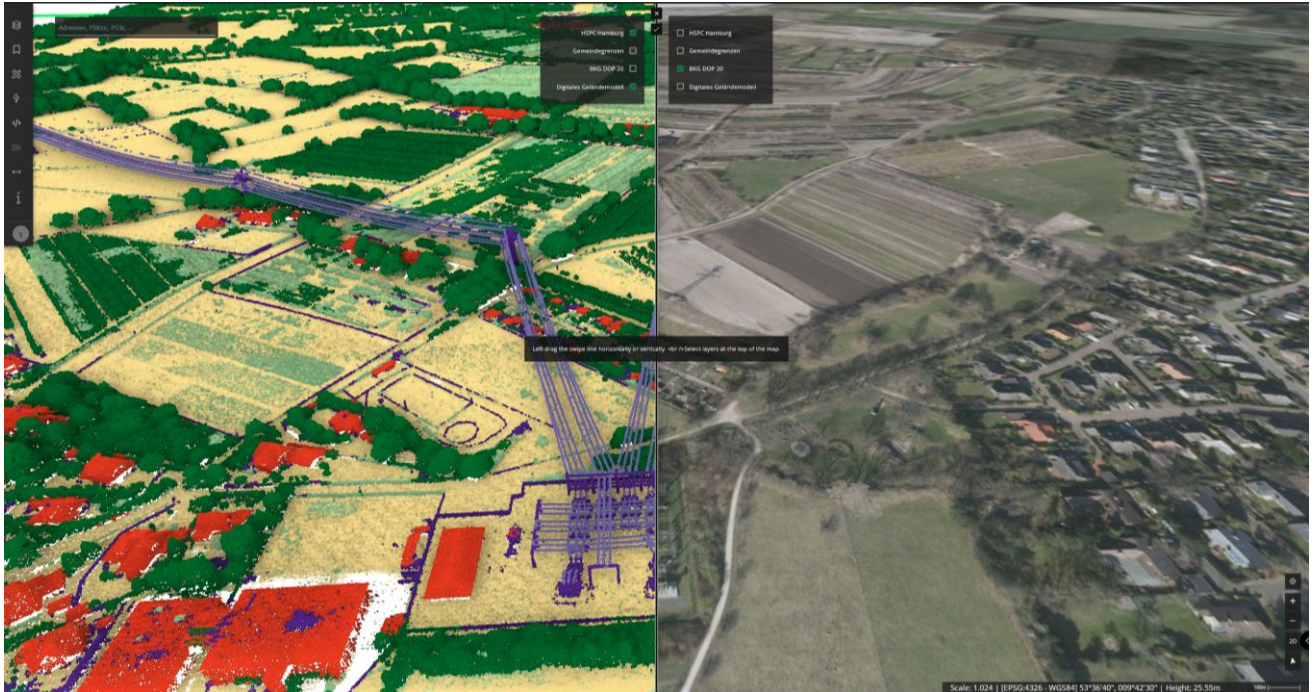 Adressen, Plätze, POIs, ...
HSPC Hamburg
Gemeindegrenzen
BKG DOP 20
Digitales Geländemodell
HSPC Hamburg
Gemeindegrenzen
BKG DOP 20
Digitales Geländemodell
Left drag the swipe line horizontally or vertically. <br />Select layers at the top of the map.
2D
Scale: 1.024 | [EPSG:4326 - WGS84] 53°36'40", 009°42'30" | Height: 25.55m